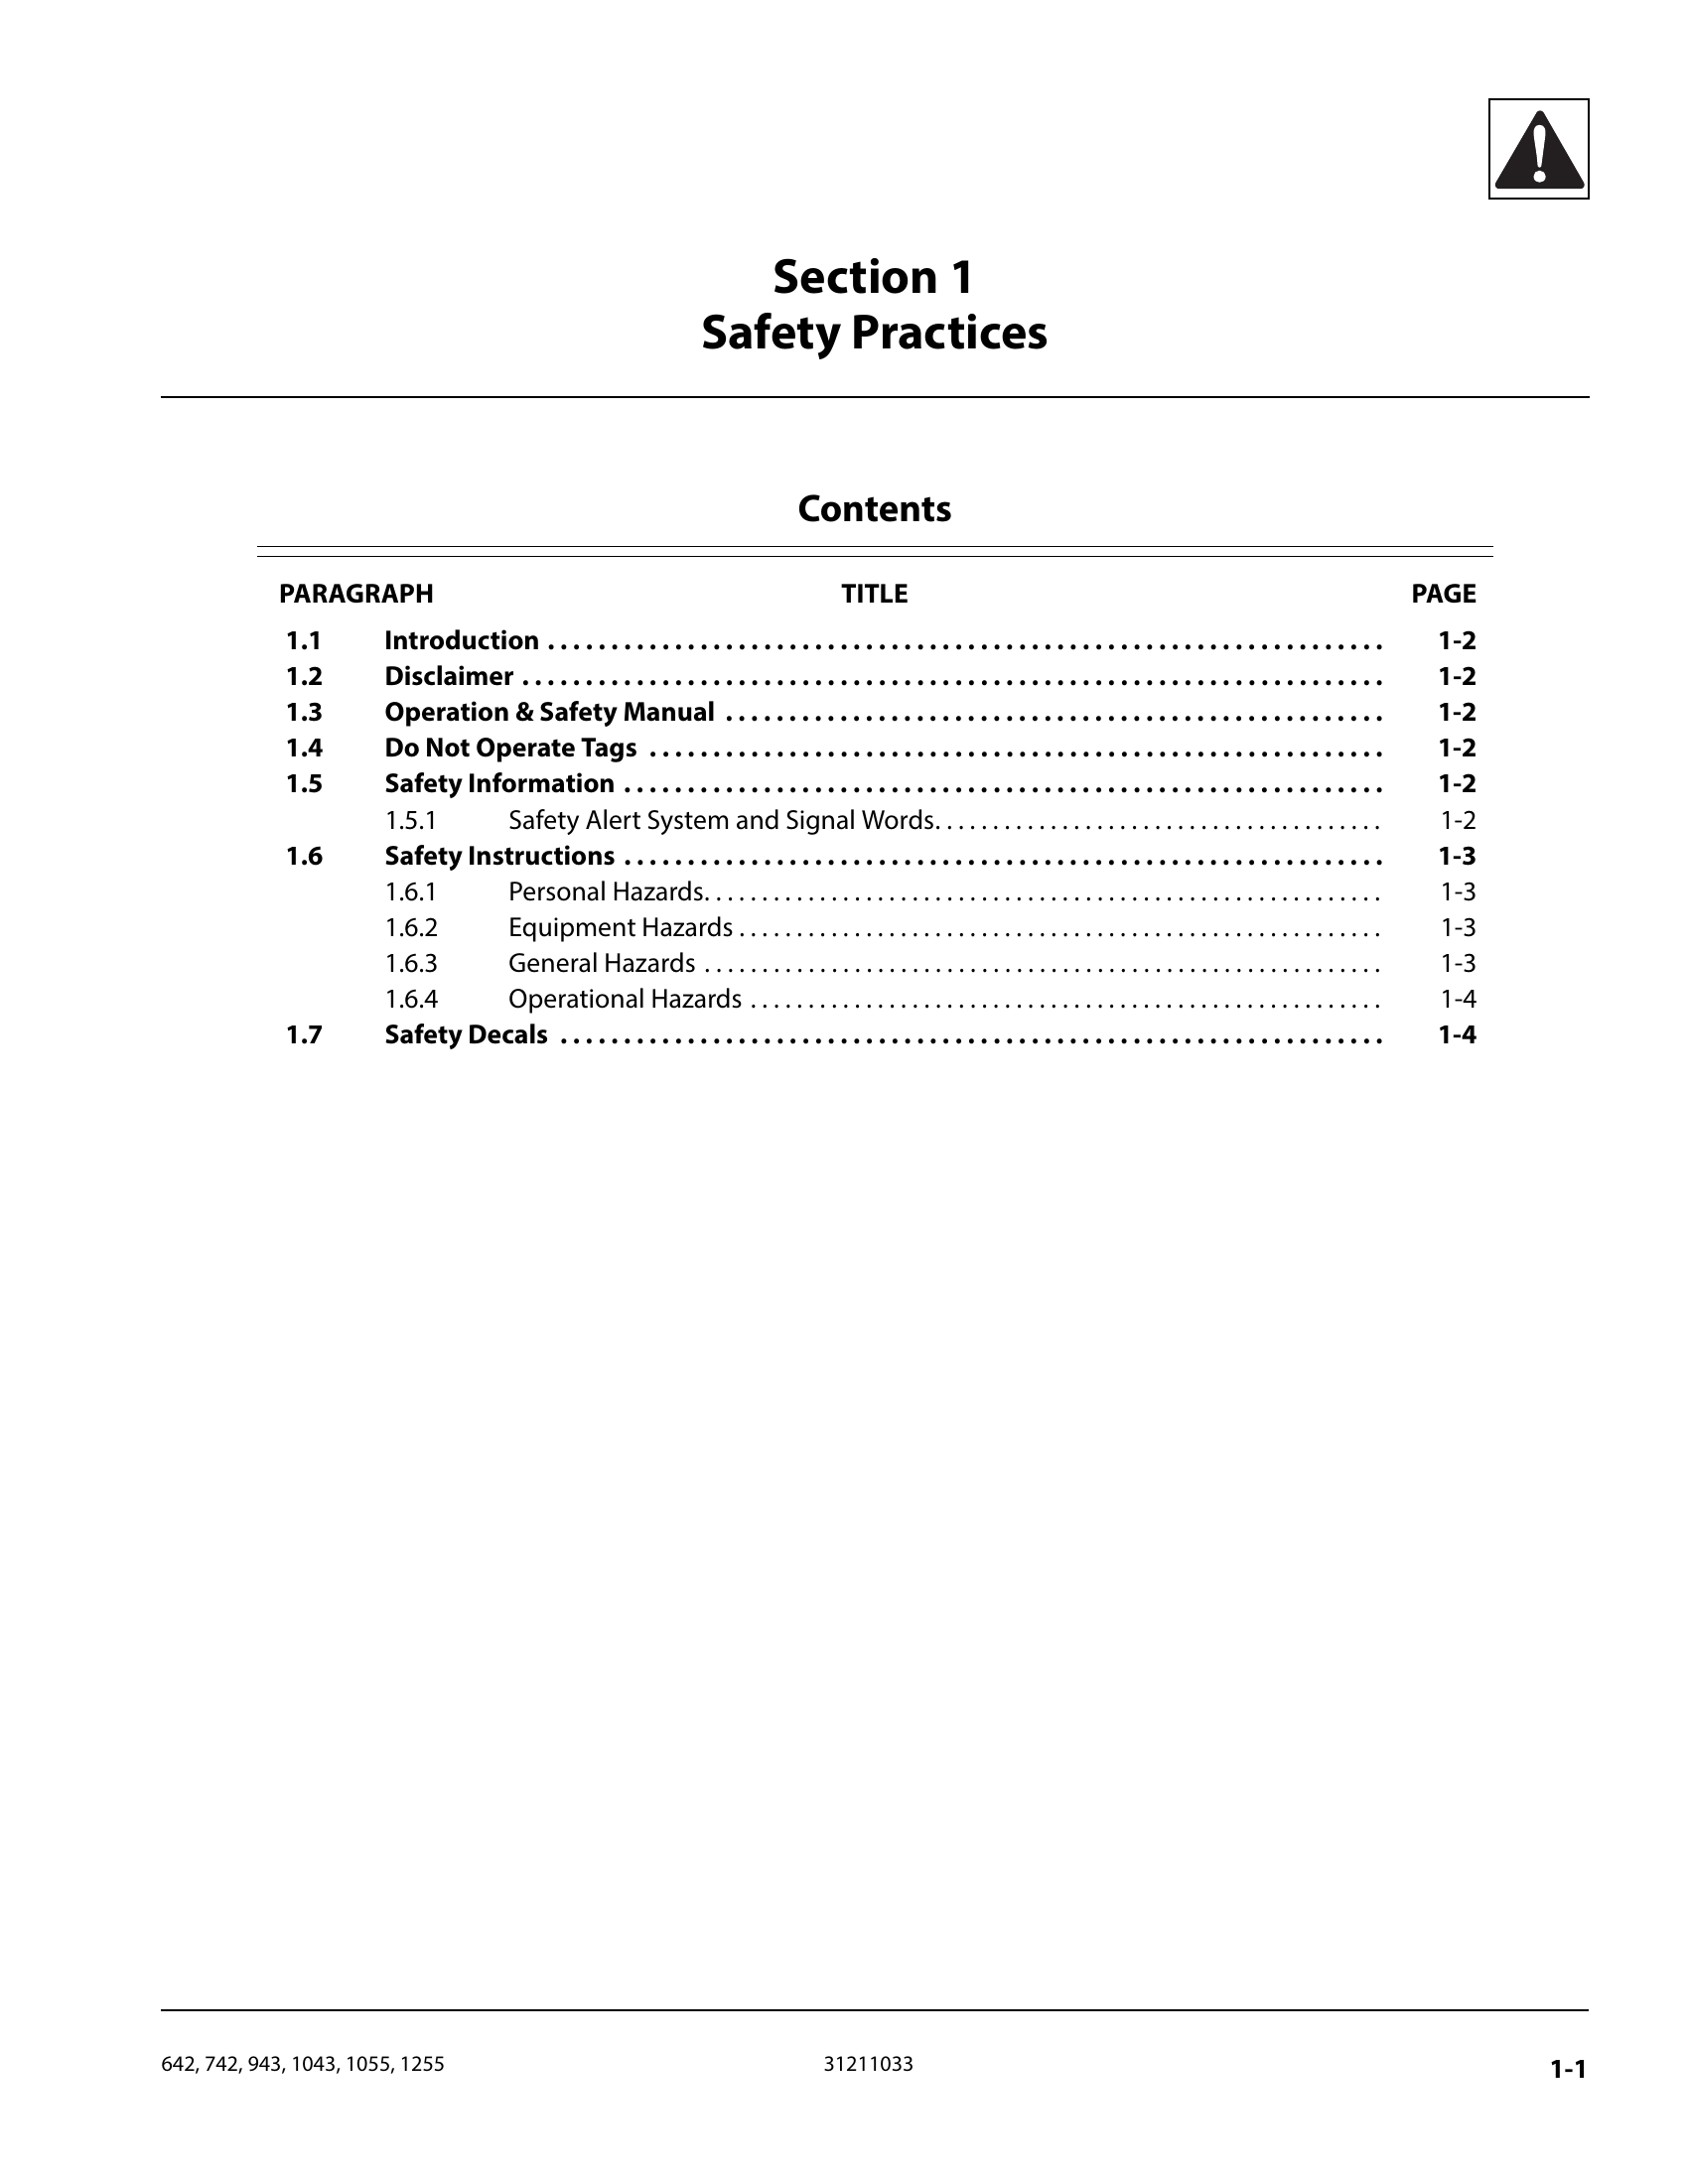 Section 1
Safety Practices
Contents
PARAGRAPH TITLE PAGE
1.1 Introduction . . . . . . . . . . . . . . . . . . . . . . . . . . . . . . . . . . . . . . . . . . . . . . . . . . . . . . . . . . . . . . . . . . 1-2
1.2 Disclaimer . . . . . . . . . . . . . . . . . . . . . . . . . . . . . . . . . . . . . . . . . . . . . . . . . . . . . . . . . . . . . . . . . . . . 1-2
1.3 Operation & Safety Manual . . . . . . . . . . . . . . . . . . . . . . . . . . . . . . . . . . . . . . . . . . . . . . . . . . . . 1-2
1.4 Do Not Operate Tags . . . . . . . . . . . . . . . . . . . . . . . . . . . . . . . . . . . . . . . . . . . . . . . . . . . . . . . . . . 1-2
1.5 Safety Information . . . . . . . . . . . . . . . . . . . . . . . . . . . . . . . . . . . . . . . . . . . . . . . . . . . . . . . . . . . . 1-2
1.5.1 Safety Alert System and Signal Words. . . . . . . . . . . . . . . . . . . . . . . . . . . . . . . . . . . . . . . 1-2
1.6 Safety Instructions . . . . . . . . . . . . . . . . . . . . . . . . . . . . . . . . . . . . . . . . . . . . . . . . . . . . . . . . . . . . 1-3
1.6.1 Personal Hazards. . . . . . . . . . . . . . . . . . . . . . . . . . . . . . . . . . . . . . . . . . . . . . . . . . . . . . . . . . . 1-3
1.6.2 Equipment Hazards . . . . . . . . . . . . . . . . . . . . . . . . . . . . . . . . . . . . . . . . . . . . . . . . . . . . . . . . 1-3
1.6.3 General Hazards . . . . . . . . . . . . . . . . . . . . . . . . . . . . . . . . . . . . . . . . . . . . . . . . . . . . . . . . . . . 1-3
1.6.4 Operational Hazards . . . . . . . . . . . . . . . . . . . . . . . . . . . . . . . . . . . . . . . . . . . . . . . . . . . . . . . 1-4
1.7 Safety Decals . . . . . . . . . . . . . . . . . . . . . . . . . . . . . . . . . . . . . . . . . . . . . . . . . . . . . . . . . . . . . . . . . 1-4
642, 742, 943, 1043, 1055, 1255 31211033 1-1